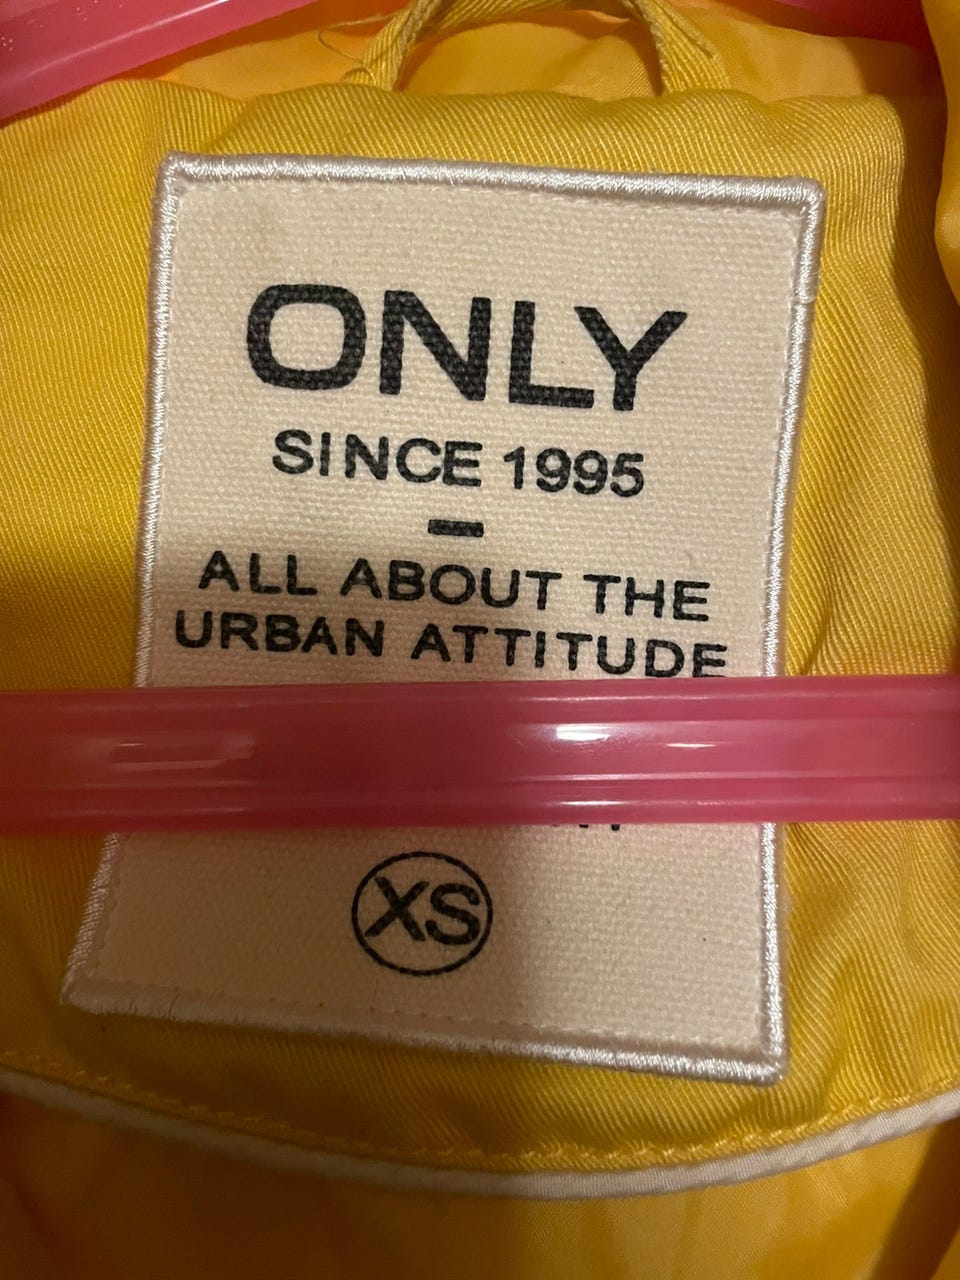 ONLY
SINCE 1995
–
ALL ABOUT THE
URBAN ATTITUDE
XS